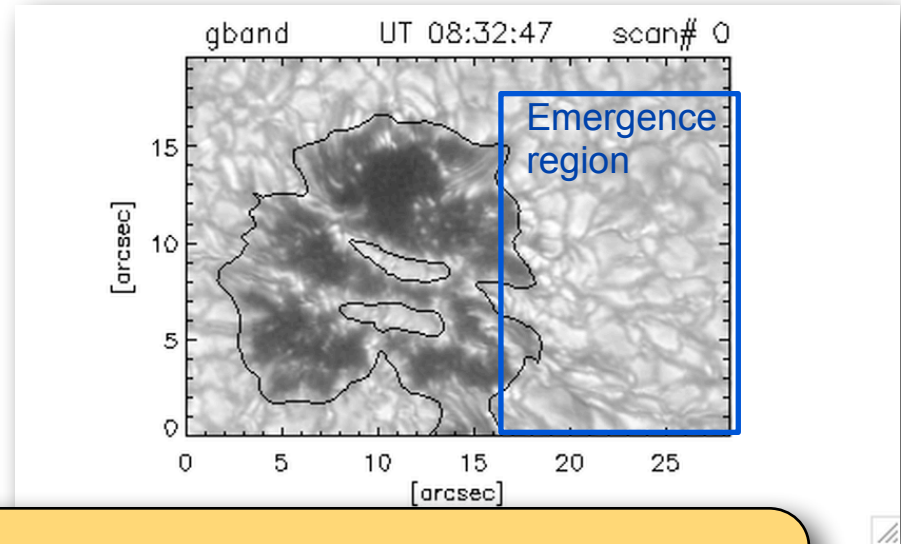 gband UT 08:32:47 scan# 0
Emergence
region
15
10
5
0
[arcsec]
0 5 10 15 20 25
[arcsec]